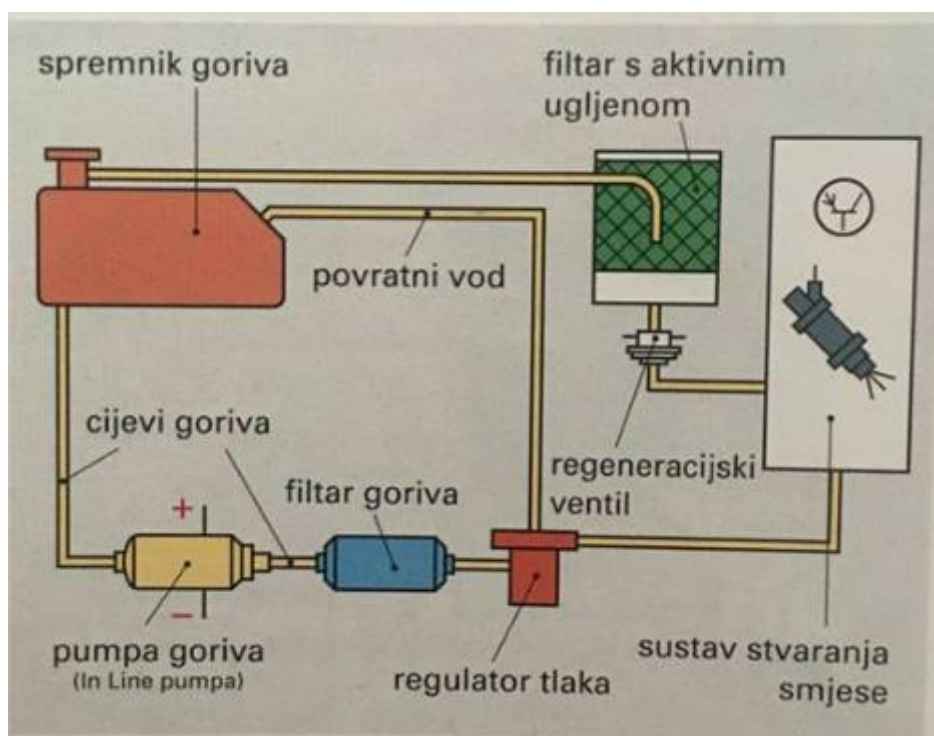 spremnik goriva
filtar s aktivnim
ugljenom
povratni vod
cijevi goriva
filtar goriva
regeneracijski
ventil
+
–
pumpa goriva
(In Line pumpa)
regulator tlaka
sustav stvaranja
smjese